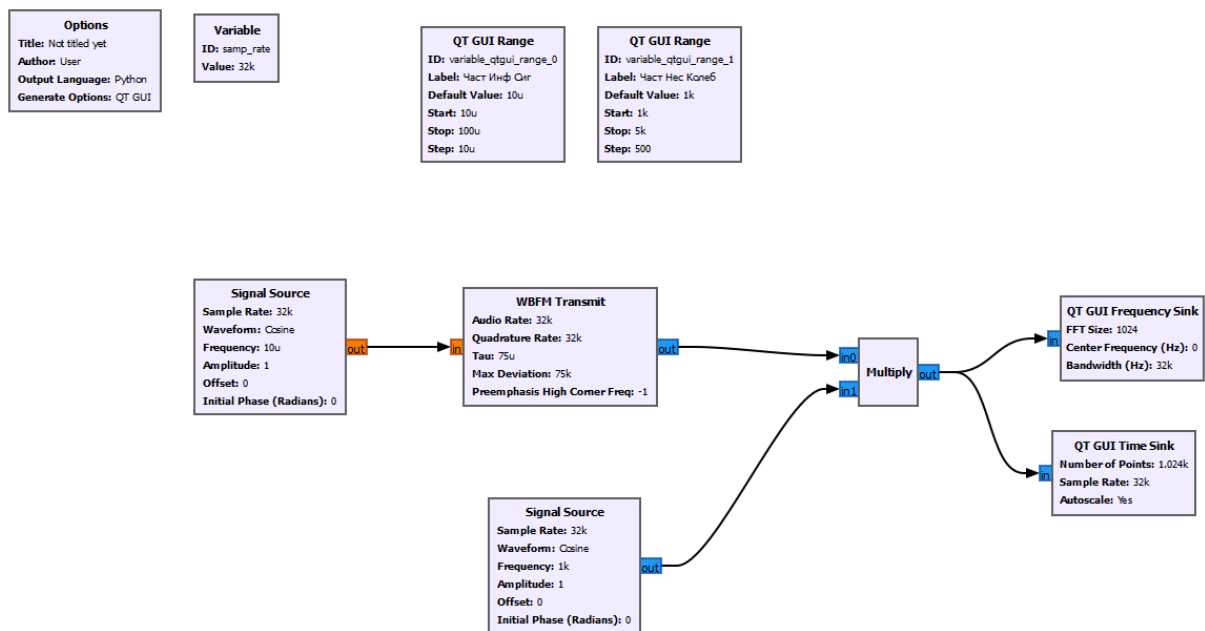 Options
Title: Not titled yet
Author: User
Output Language: Python
Generate Options: QT GUI
Variable
ID: samp_rate
Value: 32k
QT GUI Range
ID: variable_qtgui_range_0
Label: Част Инф Сиг
Default Value: 10u
Start: 10u
Stop: 100u
Step: 10u
QT GUI Range
ID: variable_qtgui_range_1
Label: Част Нес Колеб
Default Value: 1k
Start: 1k
Stop: 5k
Step: 500
Signal Source
Sample Rate: 32k
Waveform: Cosine
Frequency: 10u
Amplitude: 1
Offset: 0
Initial Phase (Radians): 0
out
in
WBFM Transmit
Audio Rate: 32k
Quadrature Rate: 32k
Tau: 75u
Max Deviation: 75k
Preemphasis High Corner Freq: -1
out
Signal Source
Sample Rate: 32k
Waveform: Cosine
Frequency: 1k
Amplitude: 1
Offset: 0
Initial Phase (Radians): 0
out
in0
in1
Multiply
out
in
QT GUI Frequency Sink
FFT Size: 1024
Center Frequency (Hz): 0
Bandwidth (Hz): 32k
in
QT GUI Time Sink
Number of Points: 1.024k
Sample Rate: 32k
Autoscale: Yes